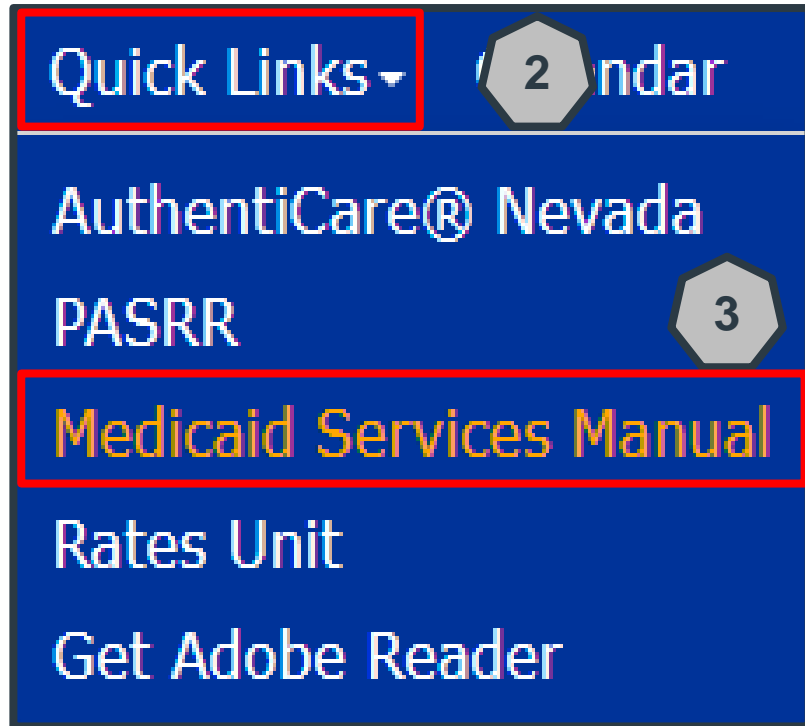 Quick Links 2 ndar
AuthentiCare® Nevada
PASRR 3
Medicaid Services Manual
Rates Unit
Get Adobe Reader